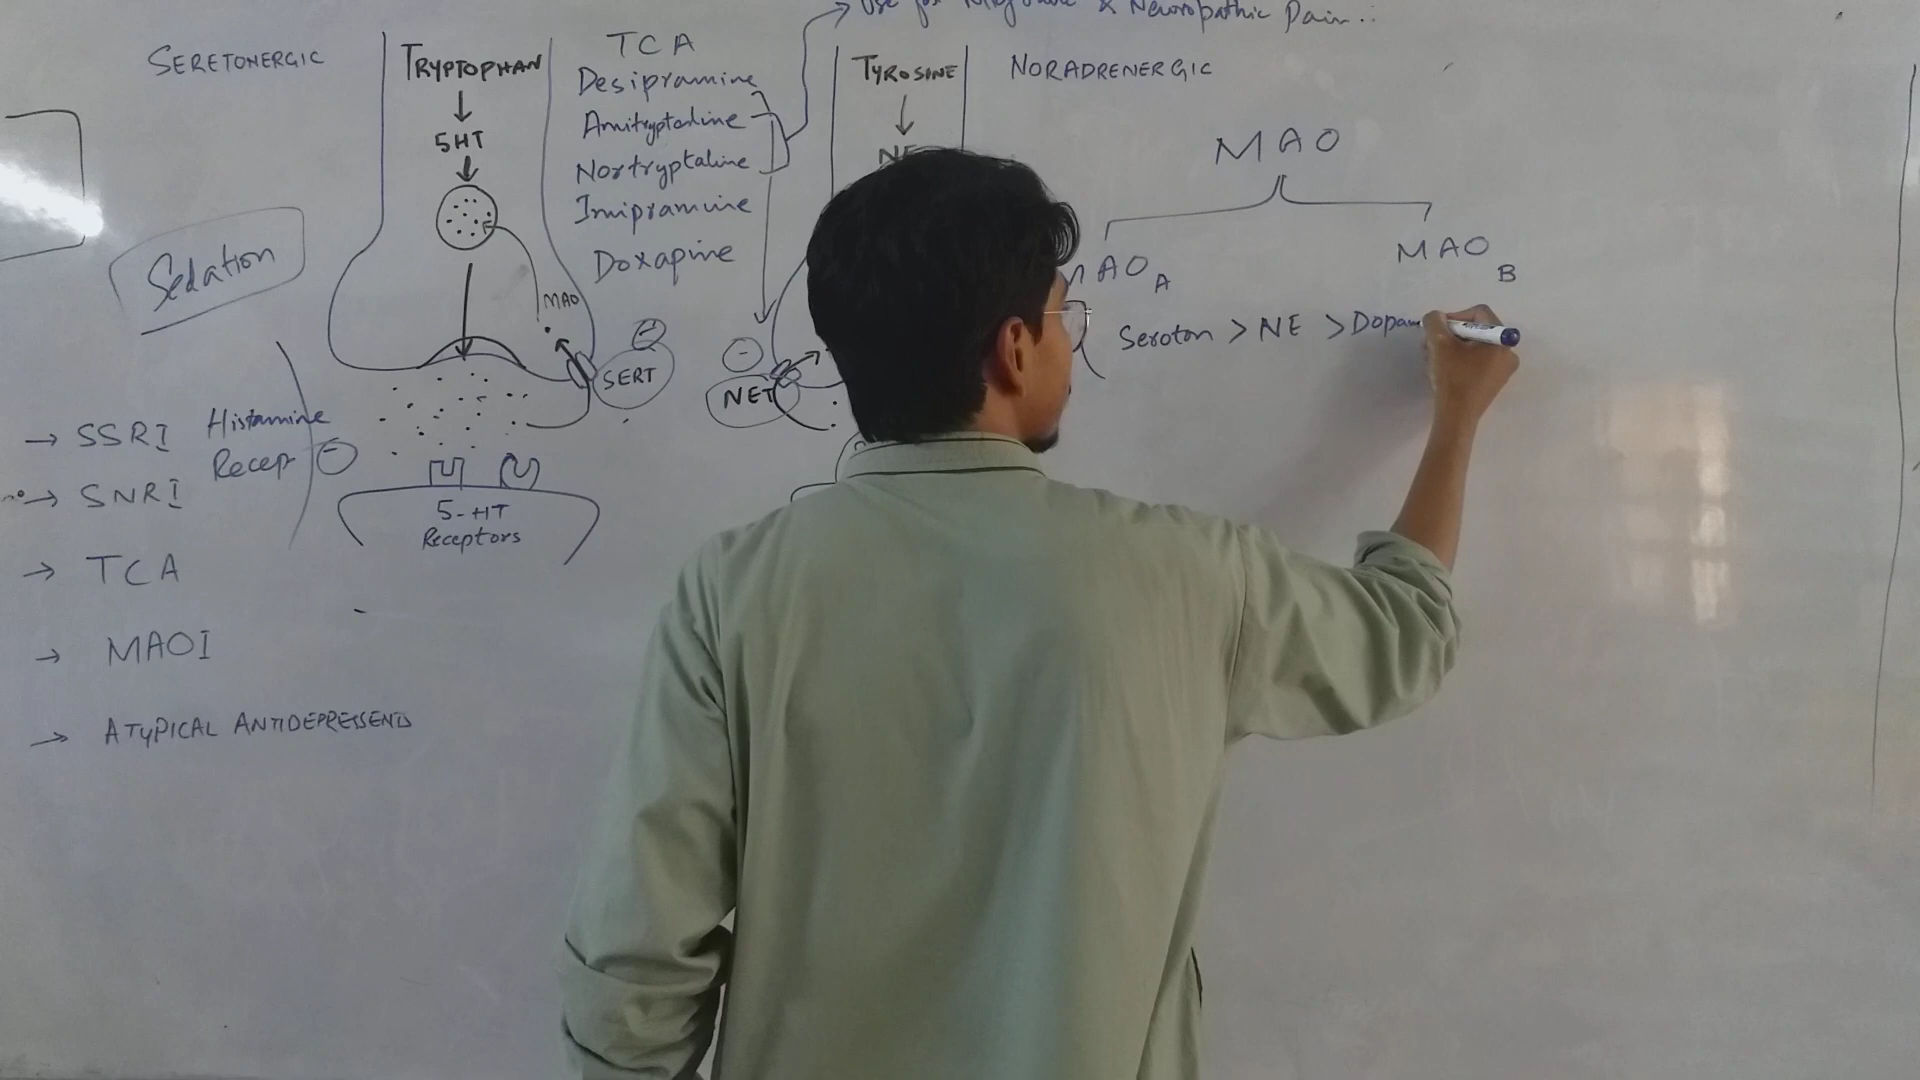 Use for & Neuropathic Pain..
SERETONERGIC
TRYPTOPHAN
5HT
MAO
SERT
5-HT
Receptors
TCA
Desipramine
Amitryptaline
Nortryptaline
Imipramine
Doxapine
TYROSINE
NE
NORADRENERGIC
NET
MAO
MAO A
MAO B
Seroton > NE > Dopam
Sedation
Histamine
Recep
→ SSRI
→ SNRI
→ TCA
→ MAOI
→ ATYPICAL ANTIDEPRESSENTS